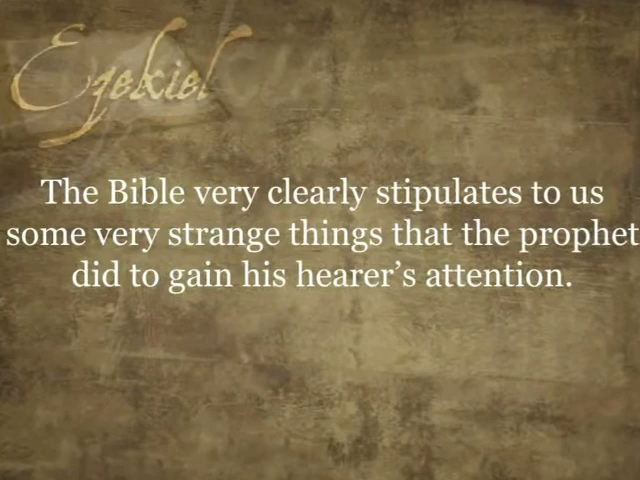 Ezekiel
The Bible very clearly stipulates to us
some very strange things that the prophet
did to gain his hearer’s attention.